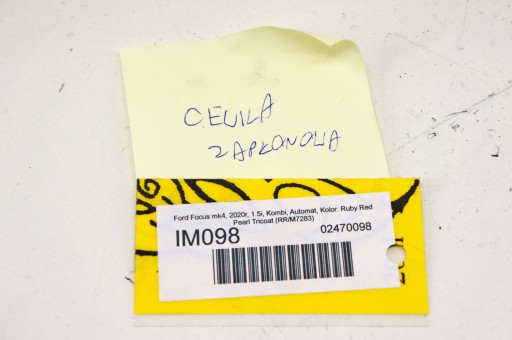 CEWKA
ZAPŁONOWA
Ford Focus mk4, 2020r, 1.5i, Kombi, Automat, Kolor: Ruby Red
Pearl Tricoat (RR/M7283)
IM098
02470098